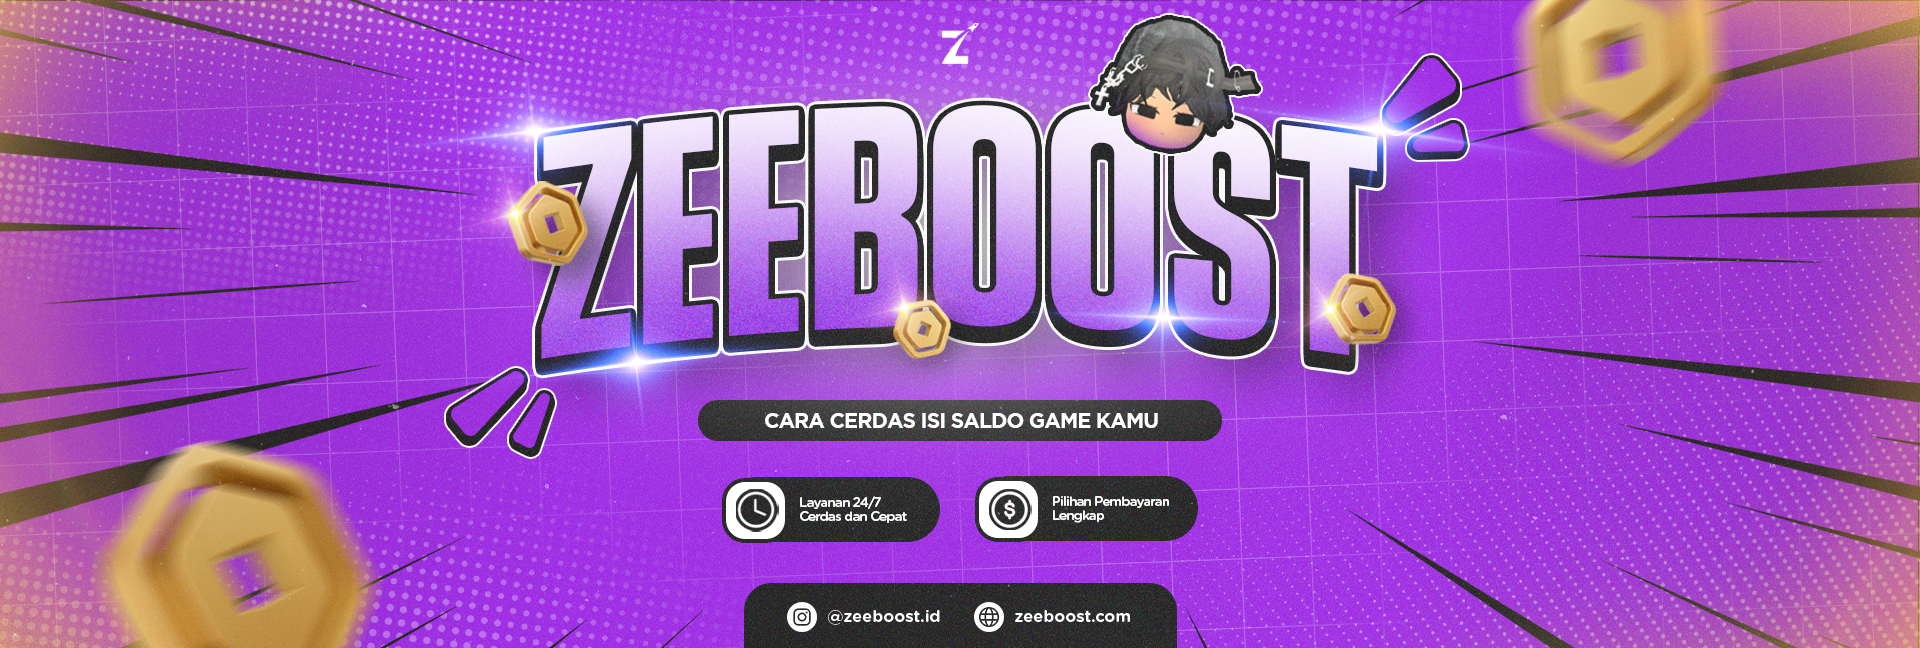 Z
ZEEBOOST
CARA CERDAS ISI SALDO GAME KAMU
Layanan 24/7
Cerdas dan Cepat
Pilihan Pembayaran
Lengkap
@zeeboost.id
zeeboost.com